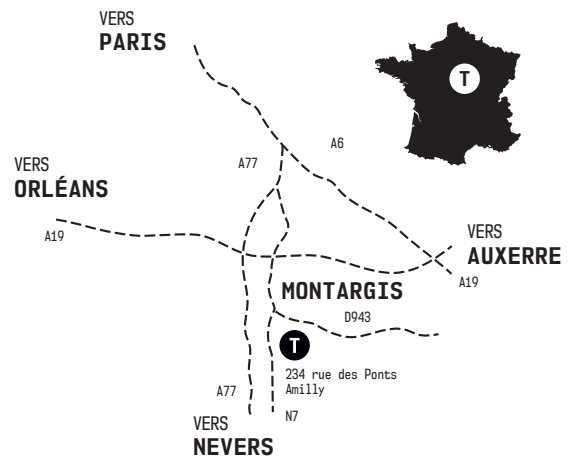 VERS
PARIS
T
A6
A77
VERS
ORLÉANS
A19
VERS
AUXERRE
A19
MONTARGIS
D943
T
234 rue des Ponts
Amilly
A77
N7
VERS
NEVERS